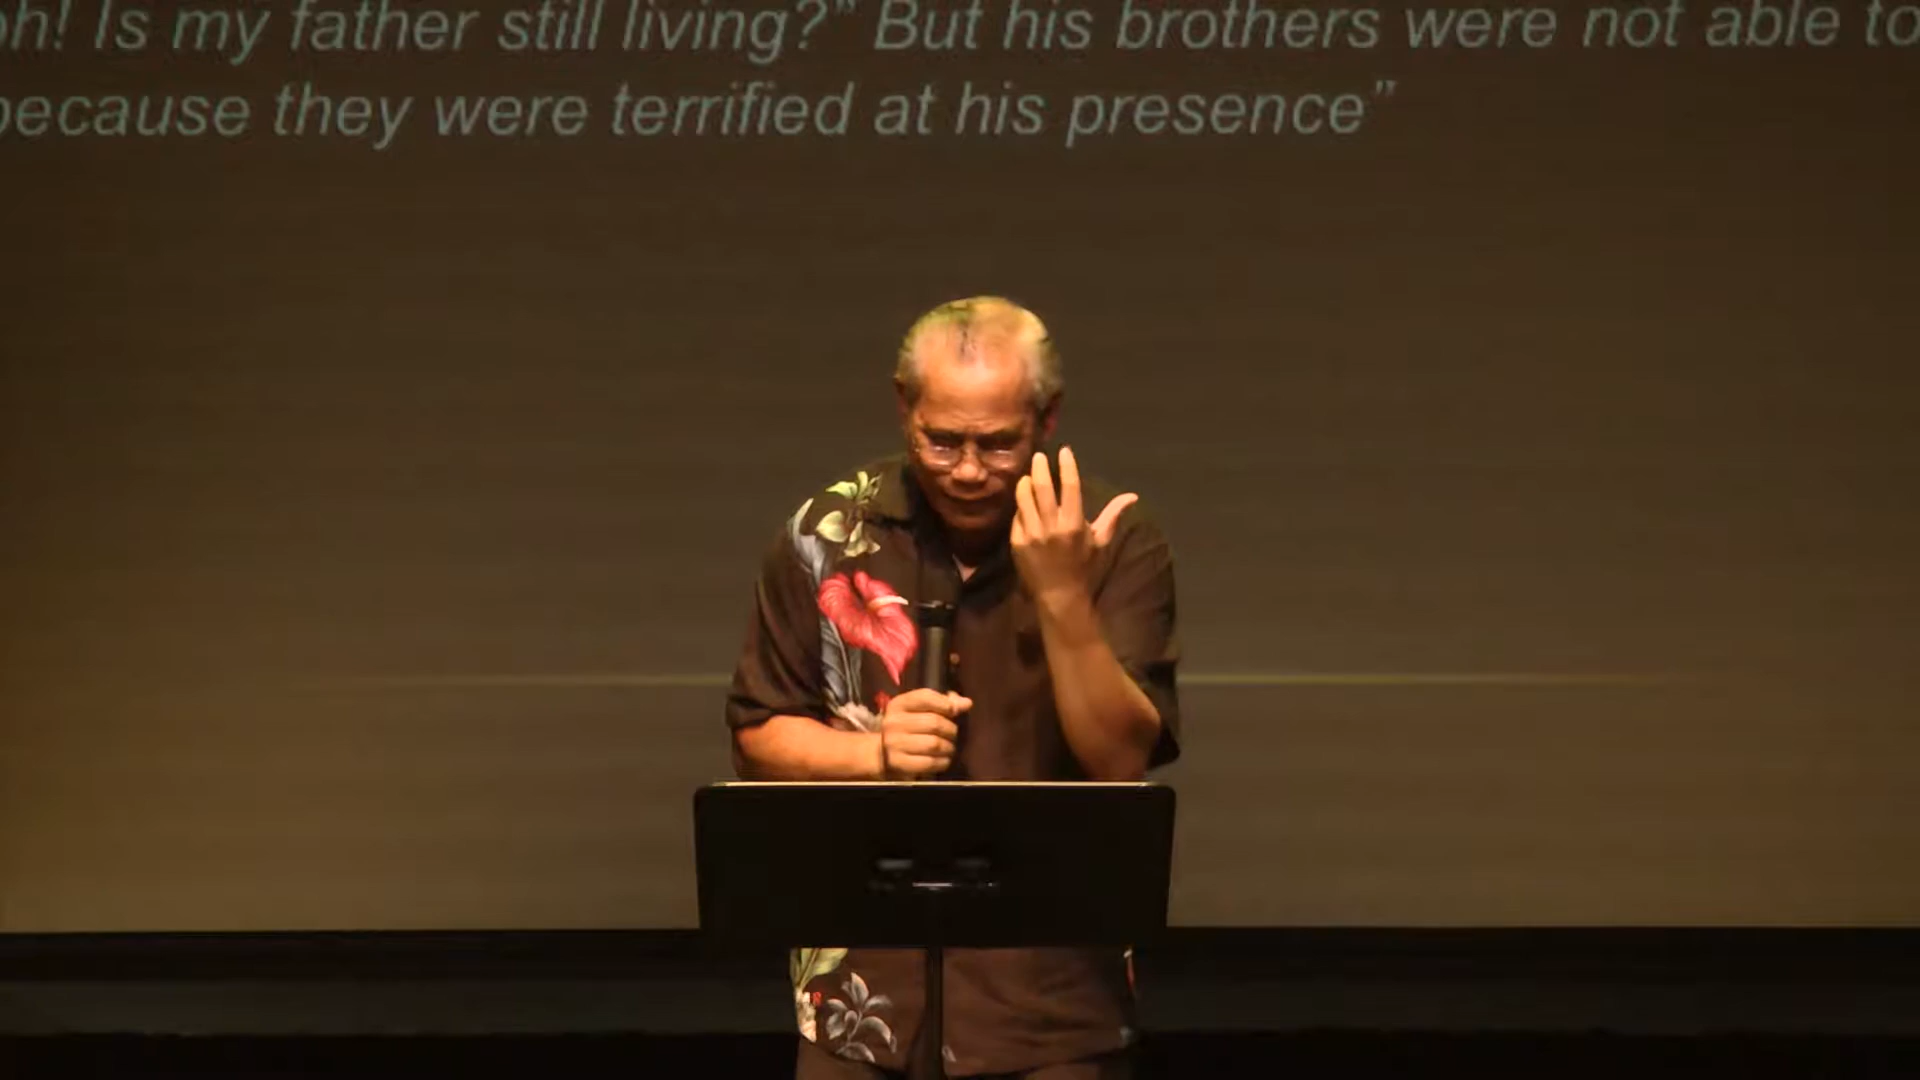 oh! Is my father still living?" But his brothers were not able to
because they were terrified at his presence”